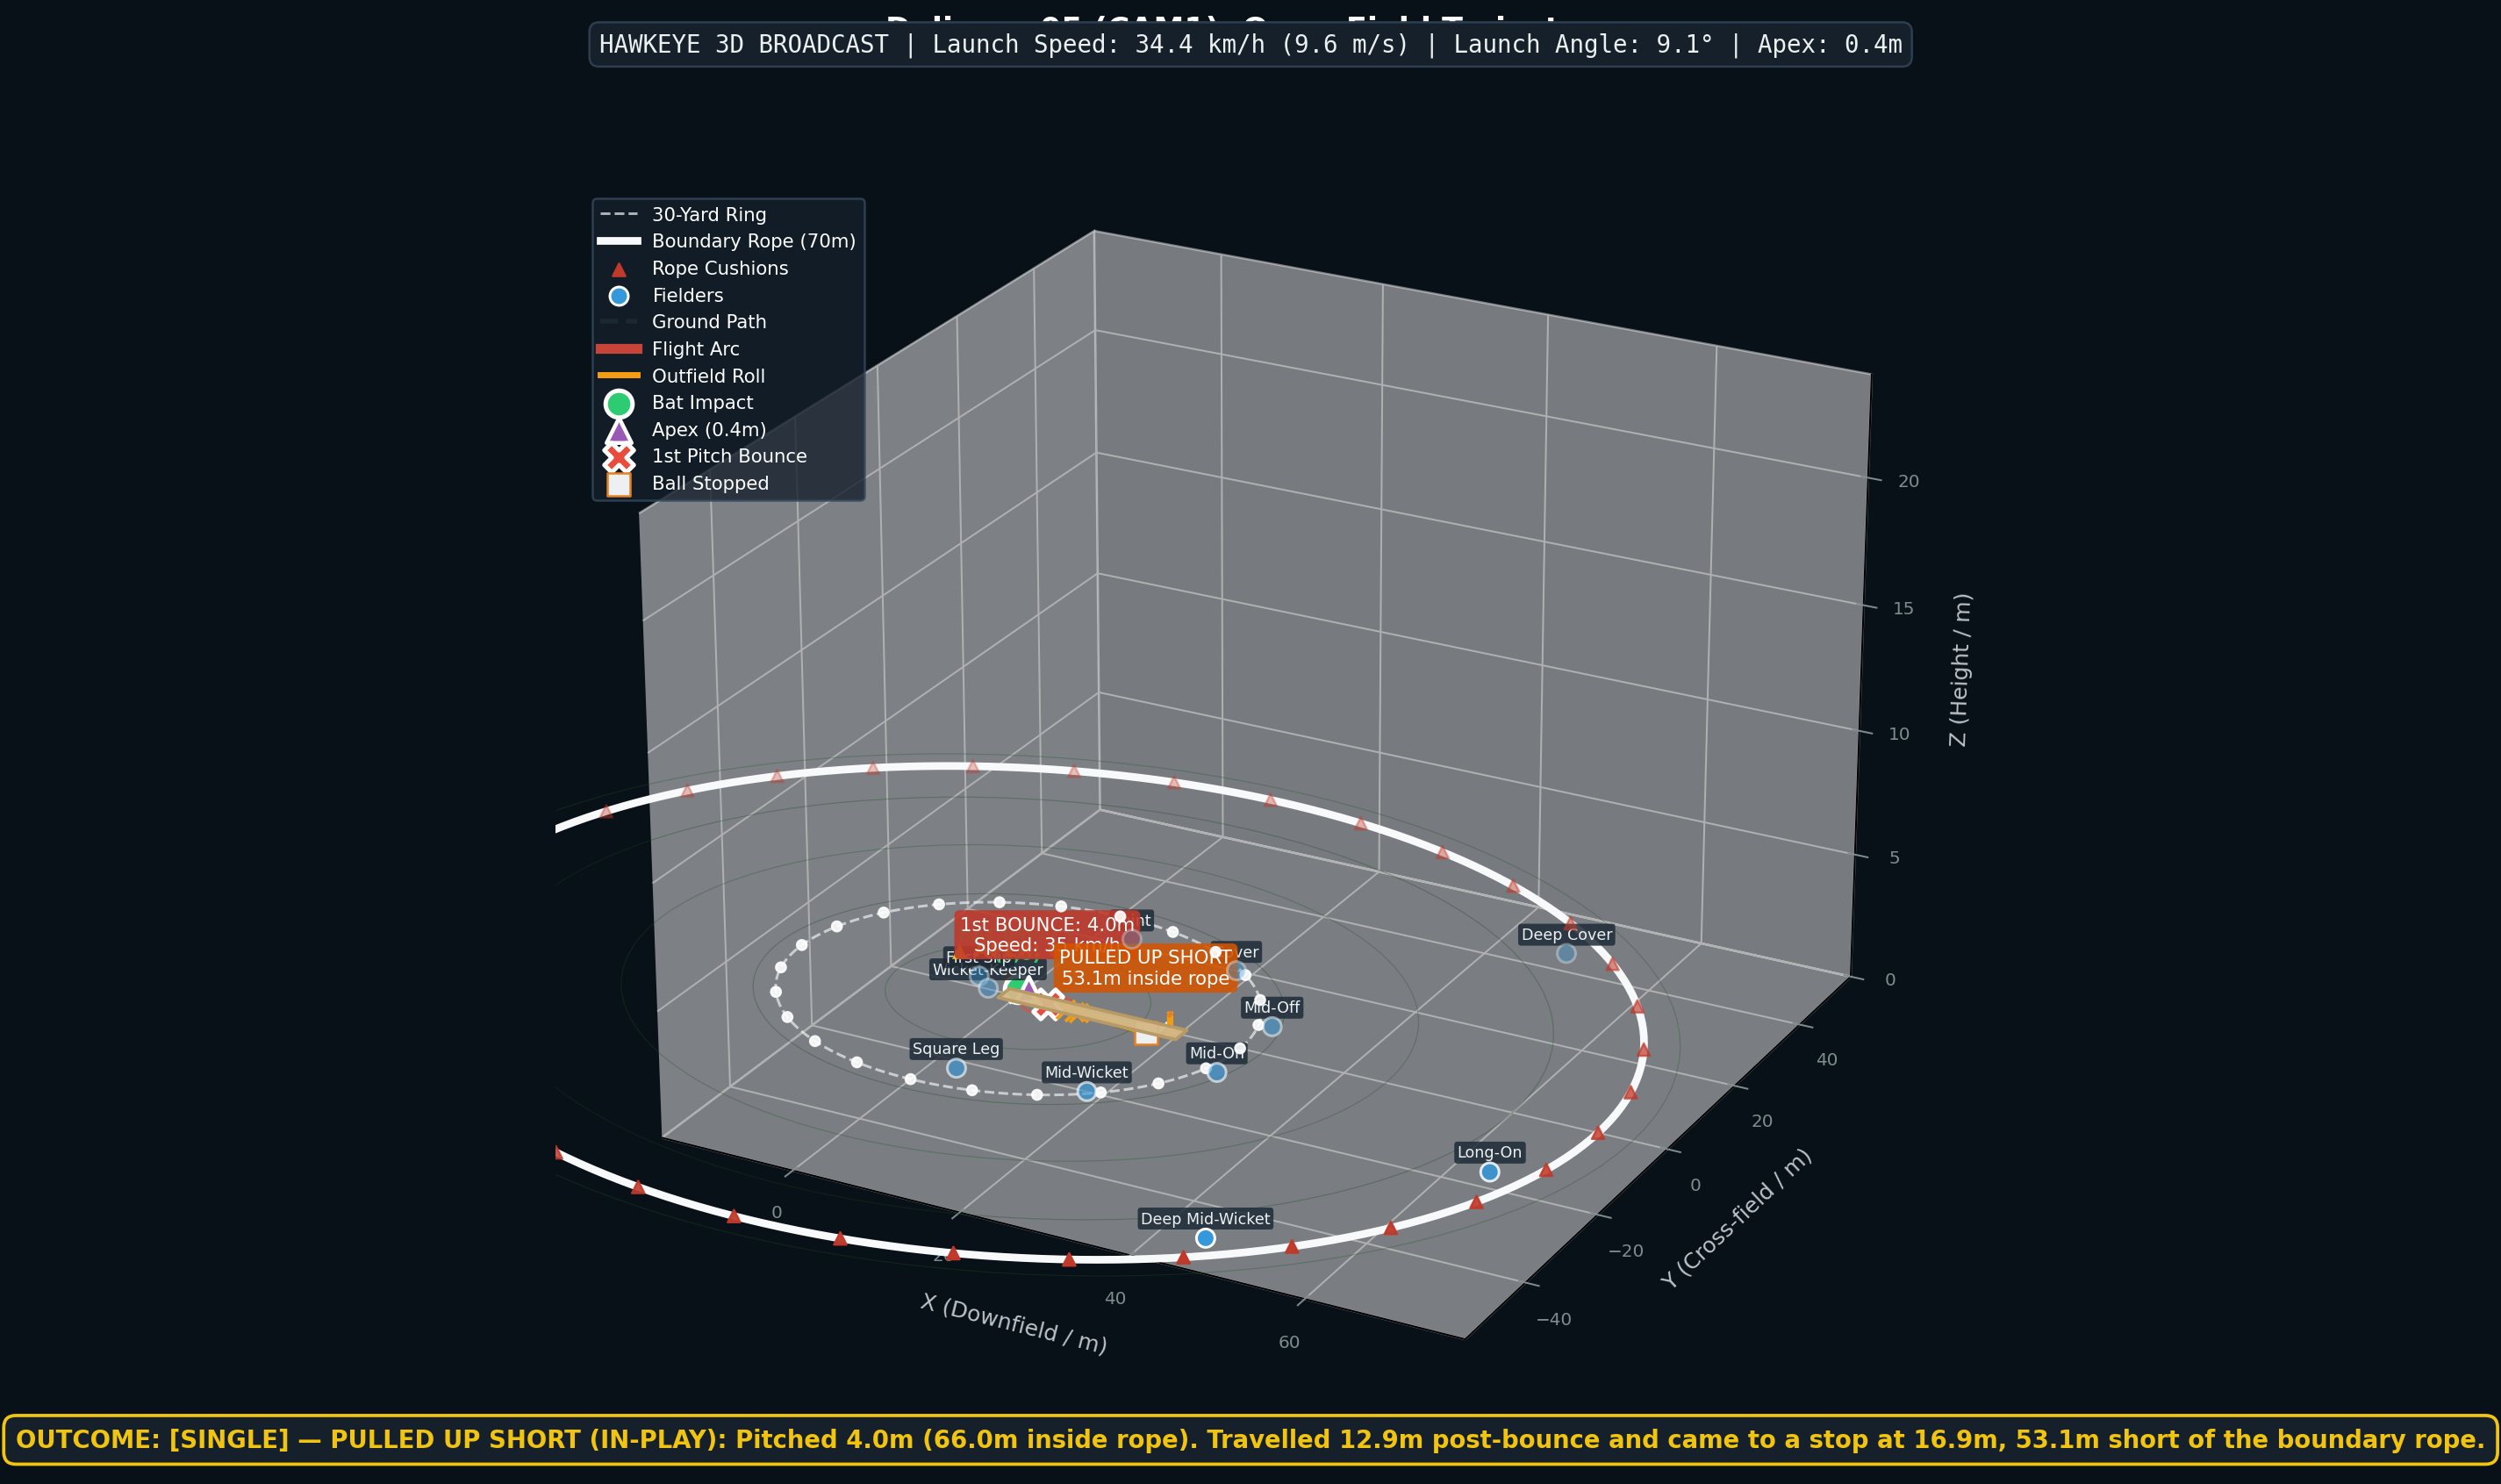 HAWKEYE 3D BROADCAST | Launch Speed: 34.4 km/h (9.6 m/s) | Launch Angle: 9.1° | Apex: 0.4m
30-Yard Ring
Boundary Rope (70m)
Rope Cushions
Fielders
Ground Path
Flight Arc
Outfield Roll
Bat Impact
Apex (0.4m)
1st Pitch Bounce
Ball Stopped
20
15
10
5
0
Z (Height / m)
1st BOUNCE: 4.0m
Speed: 35 km/h
PULLED UP SHORT
53.1m inside rope
Deep Cover
First Slip
Wicket-Keeper
Mid-Off
Square Leg
Mid-On
Mid-Wicket
Long-On
Deep Mid-Wicket
40
20
0
−20
−40
Y (Cross-field / m)
0
20
40
60
X (Downfield / m)
OUTCOME: [SINGLE] — PULLED UP SHORT (IN-PLAY): Pitched 4.0m (66.0m inside rope). Travelled 12.9m post-bounce and came to a stop at 16.9m, 53.1m short of the boundary rope.